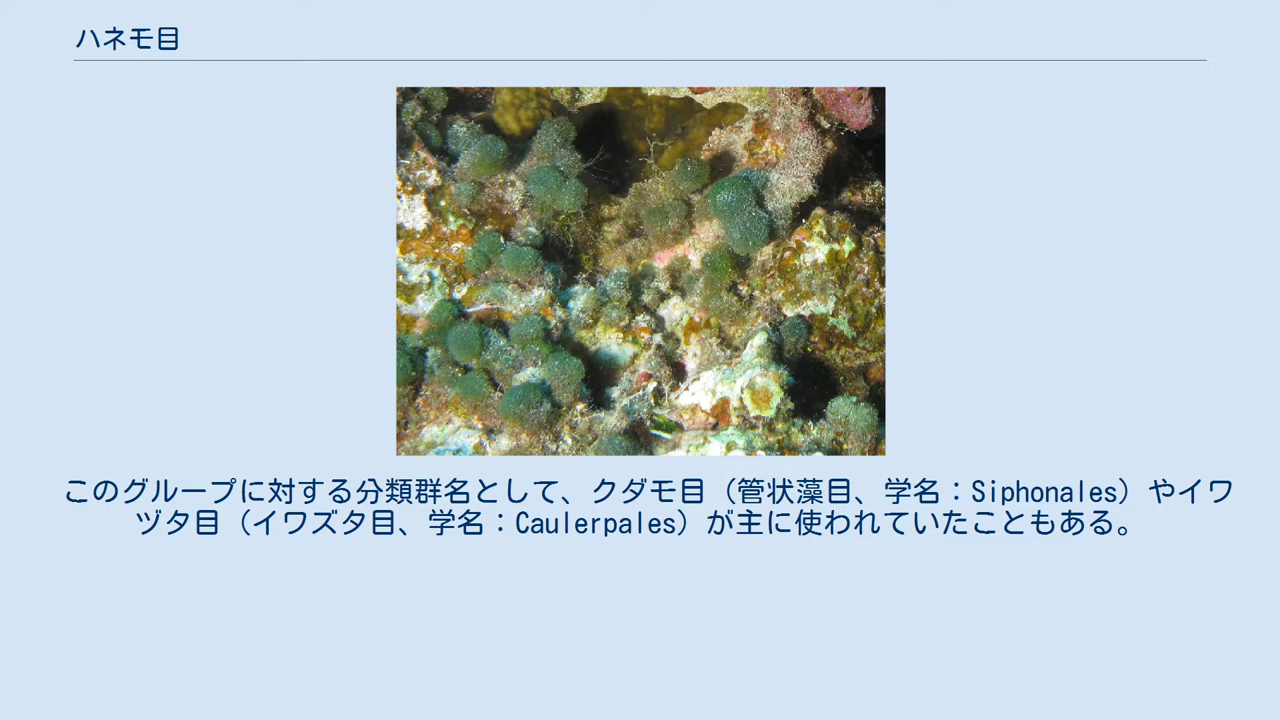 ハネモ目
このグループに対する分類群名として、クダモ目（管状藻目、学名：Siphonales）やイワ
ヅタ目（イワズタ目、学名：Caulerpales）が主に使われていたこともある。